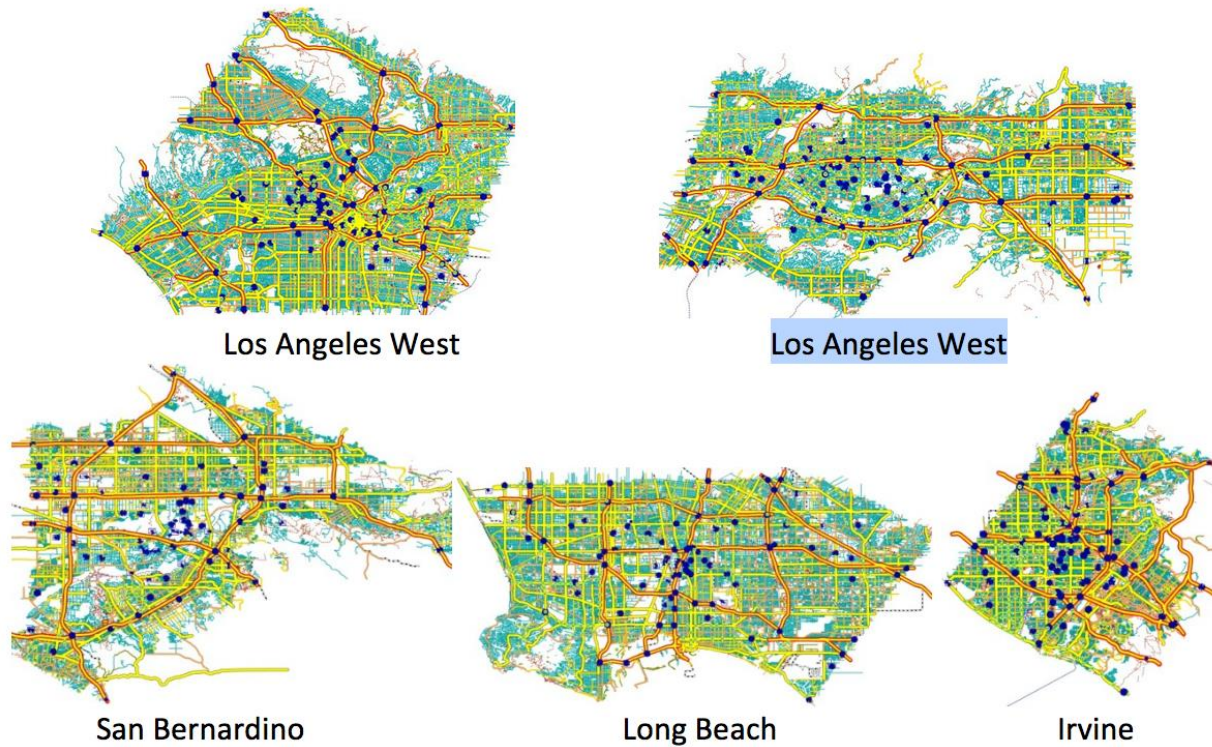 Los Angeles West
Los Angeles West
San Bernardino
Long Beach
Irvine